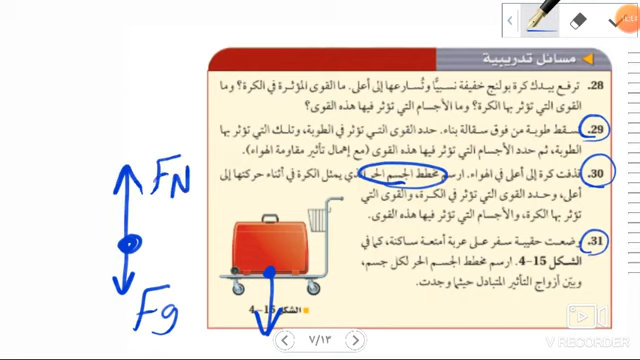 مسائل تدريبية
28. ترفع بيدك كرة بولنج خفيفة نسبيًّا وتُسارعها إلى أعلى. ما القوى المؤثرة في الكرة؟ وما
القوى التي تؤثر بها الكرة؟ وما الأجسام التي تؤثر فيها هذه القوى؟
29. تسقط طوبة من فوق سقالة بناء. حدد القوى التي تؤثر في الطوبة، وتلك التي تؤثر بها
الطوبة، ثم حدد الأجسام التي تؤثر فيها هذه القوى (مع إهمال تأثير مقاومة الهواء).
30. قذفت كرة إلى أعلى في الهواء. ارسم مخطط الجسم الحر الذي يمثل الكرة في أثناء حركتها إلى
أعلى، وحدد القوى التي تؤثر في الكرة، والقوى التي
تؤثر بها الكرة، والأجسام التي تؤثر فيها هذه القوى.
31. وضعت حقيبة سفر على عربة أمتعة ساكنة، كما في
الشكل 15-4. ارسم مخطط الجسم الحر لكل جسم،
وبيّن أزواج التأثير المتبادل حيثما وجدت.
الشكل 15-4
FN
Fg
٧/١٣